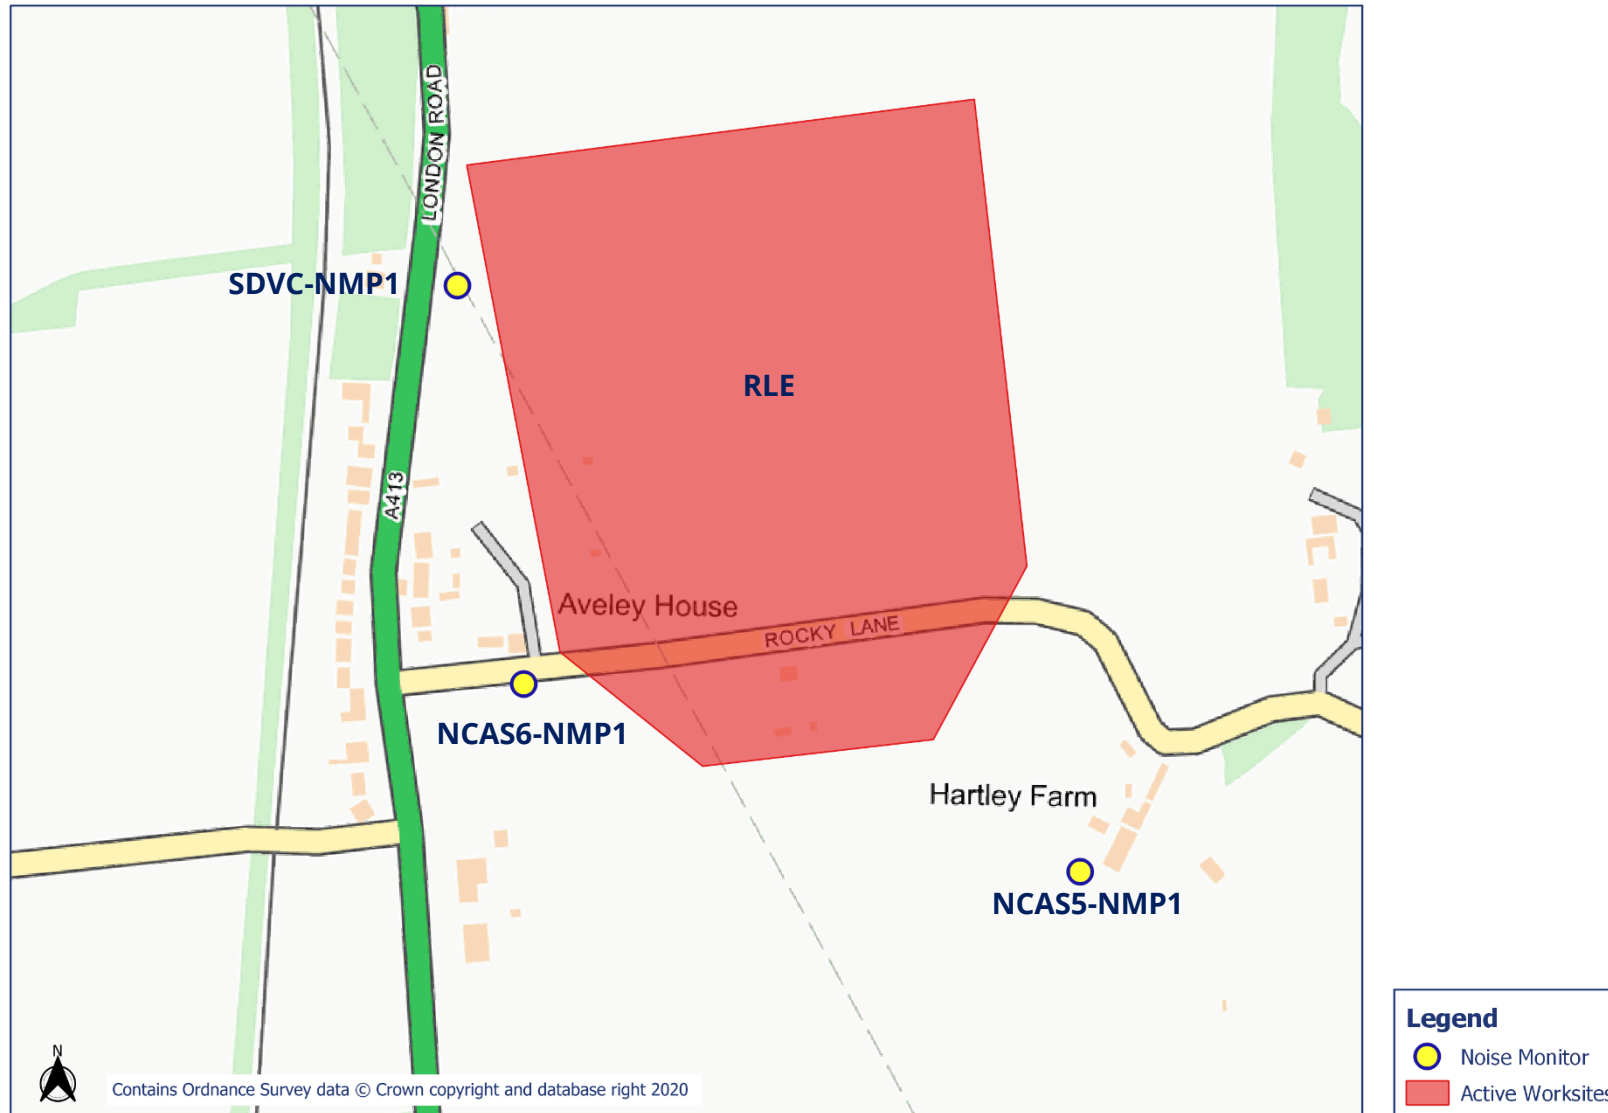 LONDON ROAD
SDVC-NMP1
RLE
A413
Aveley House
ROCKY LANE
NCAS6-NMP1
Hartley Farm
NCAS5-NMP1
N
Contains Ordnance Survey data © Crown copyright and database right 2020
Legend
Noise Monitor
Active Worksites